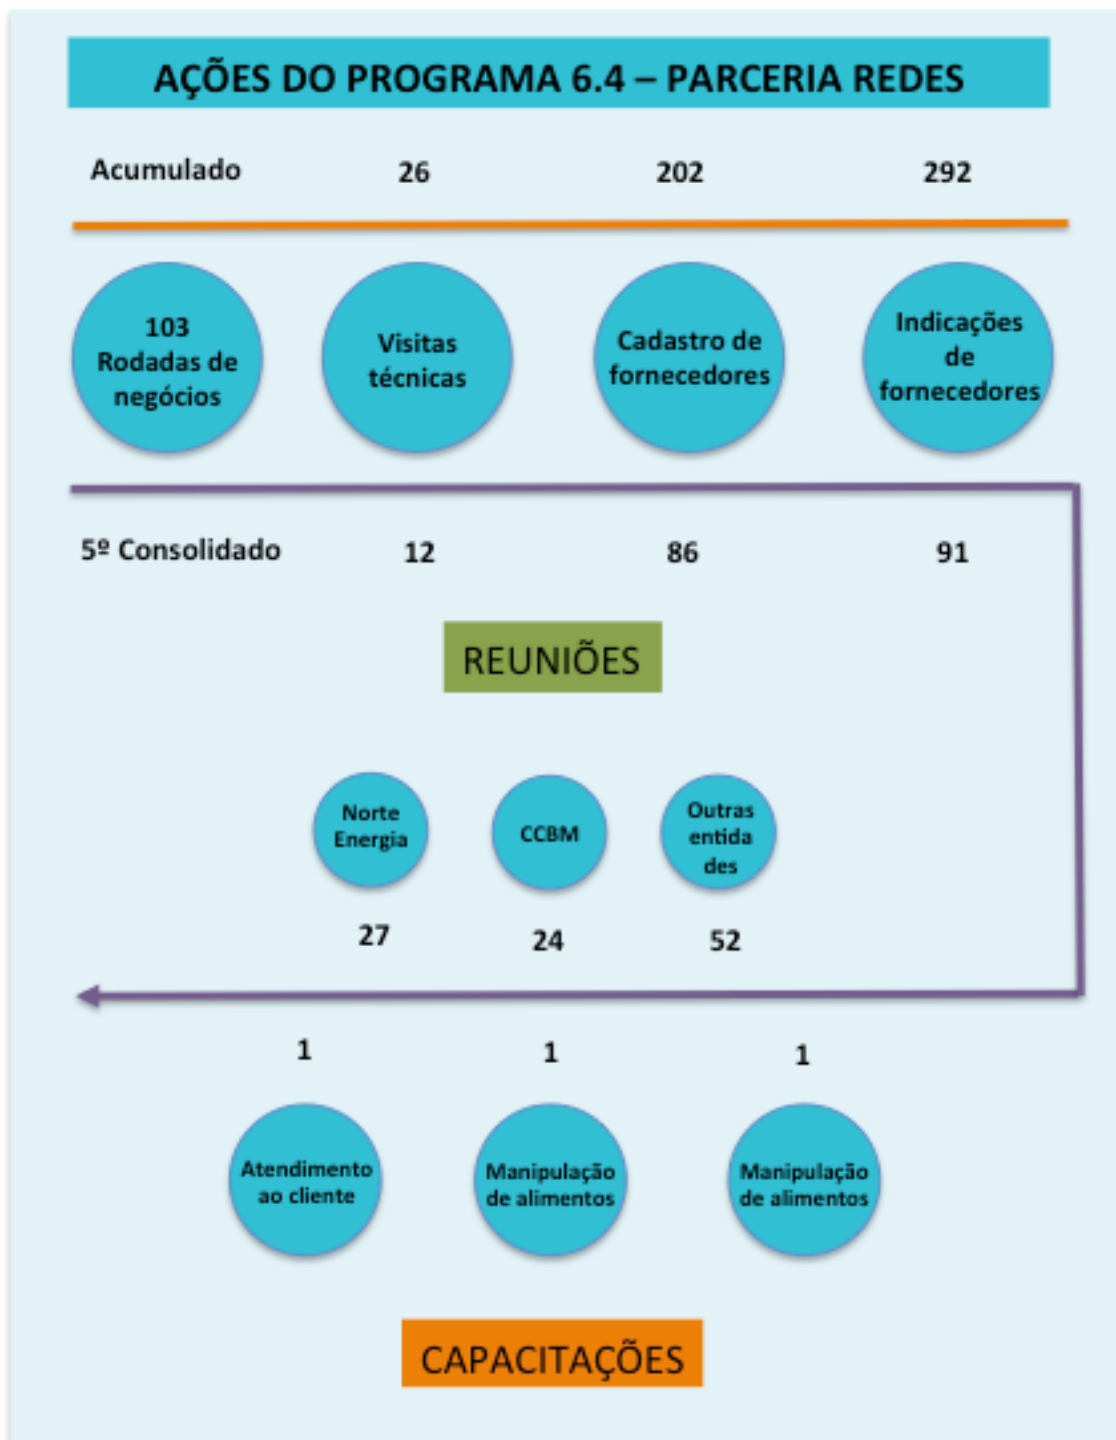 AÇÕES DO PROGRAMA 6.4 – PARCERIA REDES
Acumulado 26 202 292
103
Rodadas de
negócios
Visitas
técnicas
Cadastro de
fornecedores
Indicações
de
fornecedores
5º Consolidado 12 86 91
REUNIÕES
Norte
Energia
CCBM
Outras
entida
des
27 24 52
1 1 1
Atendimento
ao cliente
Manipulação
de alimentos
Manipulação
de alimentos
CAPACITAÇÕES